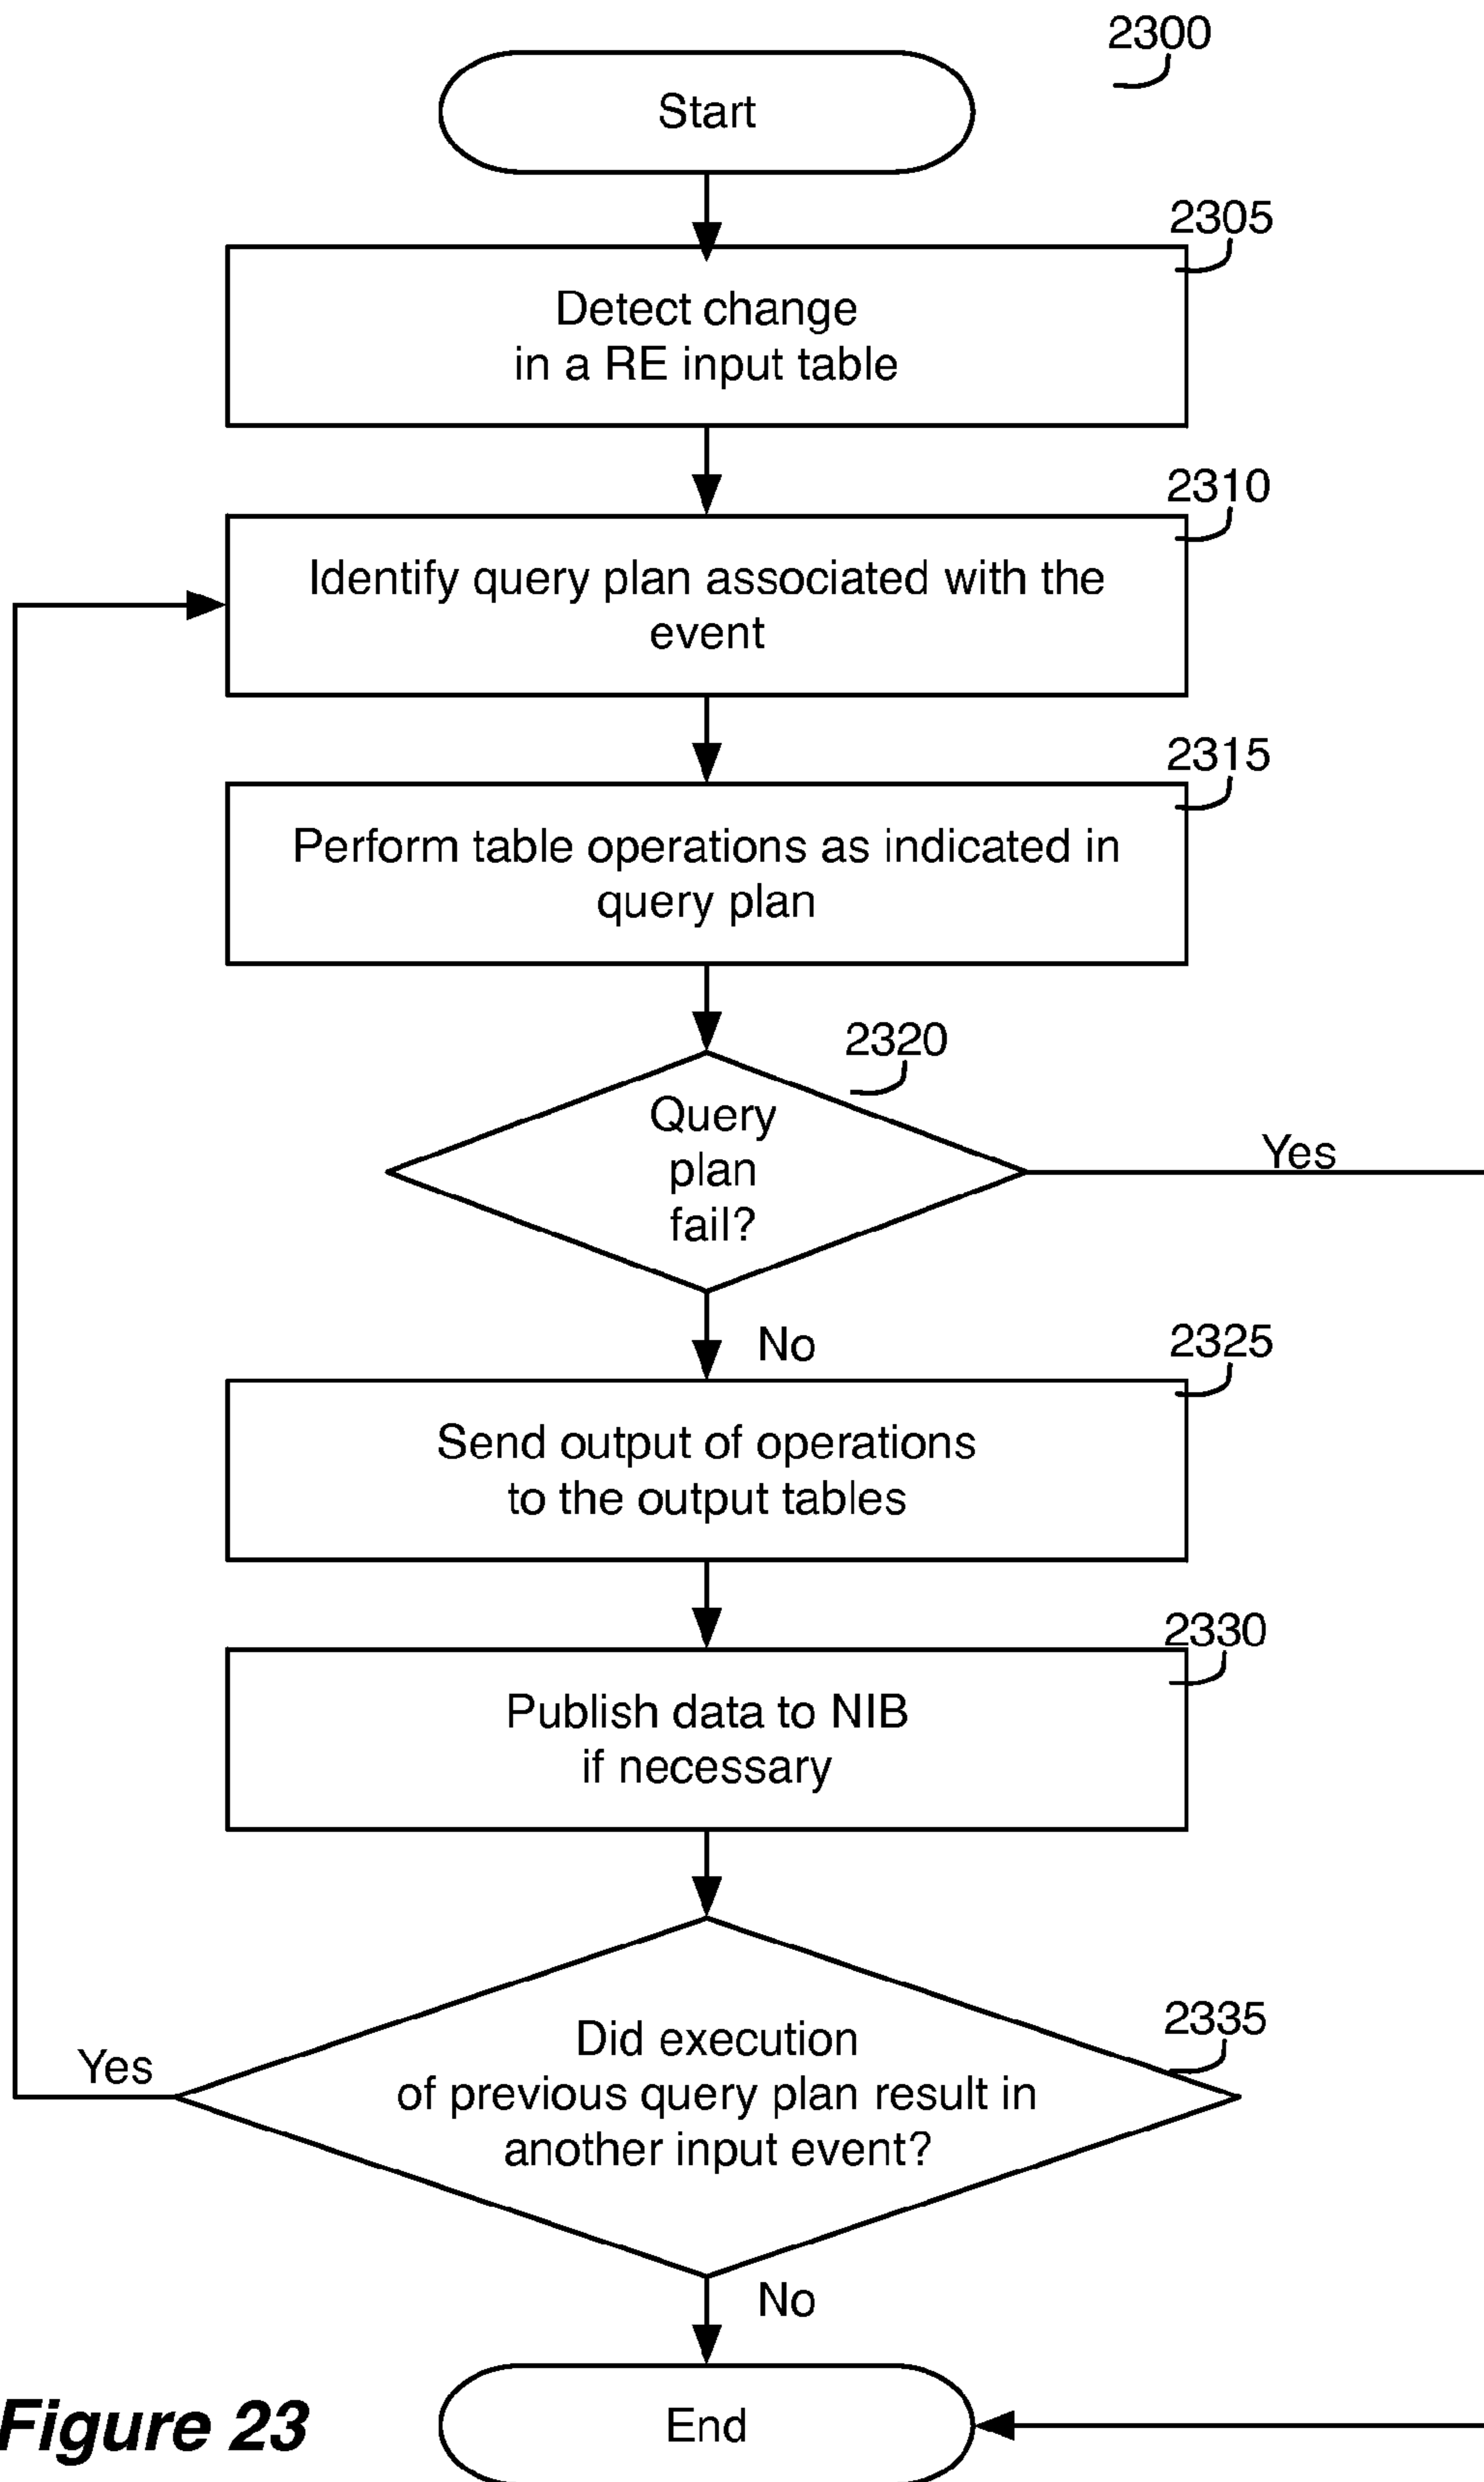 2300
Start
2305
Detect change
in a RE input table
2310
Identify query plan associated with the
event
2315
Perform table operations as indicated in
query plan
2320
Query
plan
fail?
Yes
No
2325
Send output of operations
to the output tables
2330
Publish data to NIB
if necessary
2335
Did execution
of previous query plan result in
another input event?
Yes
No
End
Figure 23